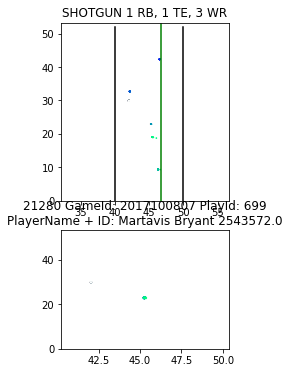 SHOTGUN 1 RB, 1 TE, 3 WR
50
40
30
20
10
0
35 40 45 50 55
21280 GameId: 2017100807 PlayId: 699
PlayerName + ID: Martavis Bryant 2543572.0
40
20
0
42.5 45.0 47.5 50.0